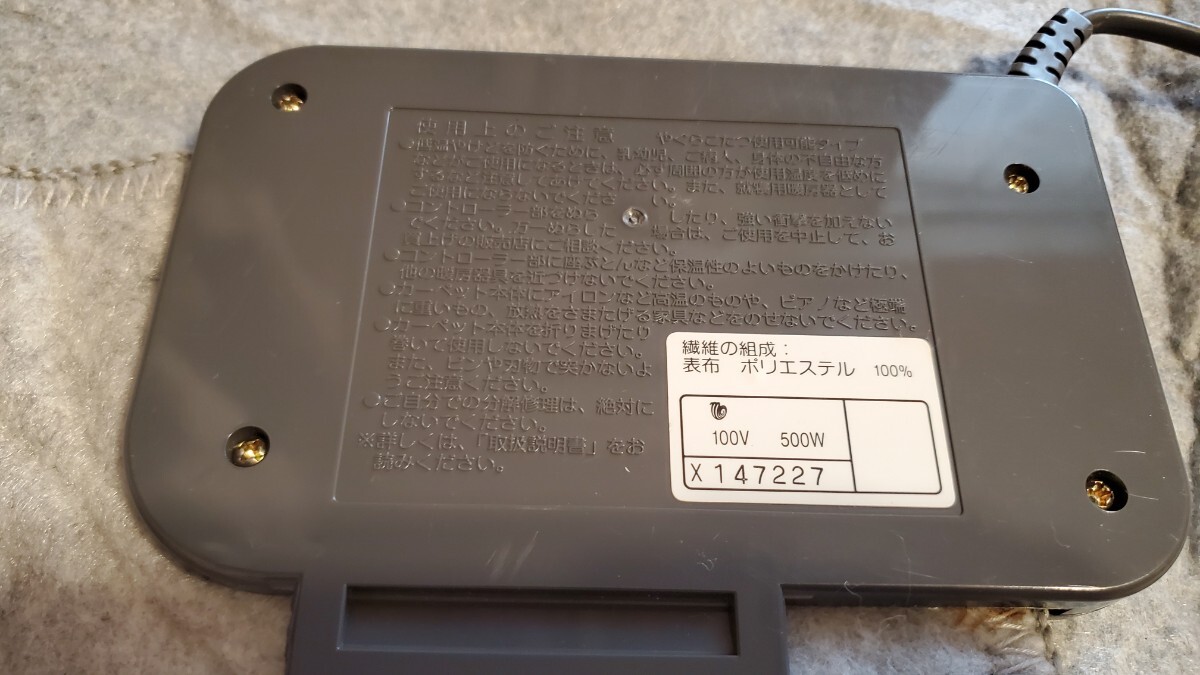 使用上のご注意 やぐらこたつ使用可能タイプ
○低温やけどを防ぐために、乳幼児、ご病人、身体の不自由な方
などがご使用になるときは、必ず周囲の方が使用温度を低めに
するなど注意してあげてください。また、就寝用暖房器として
ご使用にならないでください。
○コントローラー部をぬらしたり、強い衝撃を加えない
でください。万一ぬらした場合は、ご使用を中止して、お
買上げの販売店にご相談ください。
○コントローラー部に座ぶとんなど保温性のよいものをかけたり、
他の暖房器具を近づけないでください。
○カーペット本体にアイロンなど高温のものや、ピアノなど極端
に重いもの、放熱をさまたげる家具などをのせないでください。
○カーペット本体を折りまげたり
巻いて使用しないでください。
また、ピンや刃物で突かないよ
うご注意ください。
○ご自分での分解修理は、絶対に
しないでください。
※詳しくは、「取扱説明書」をお
読みください。
繊維の組成：
表布 ポリエステル 100%
100V 500W
X 147227